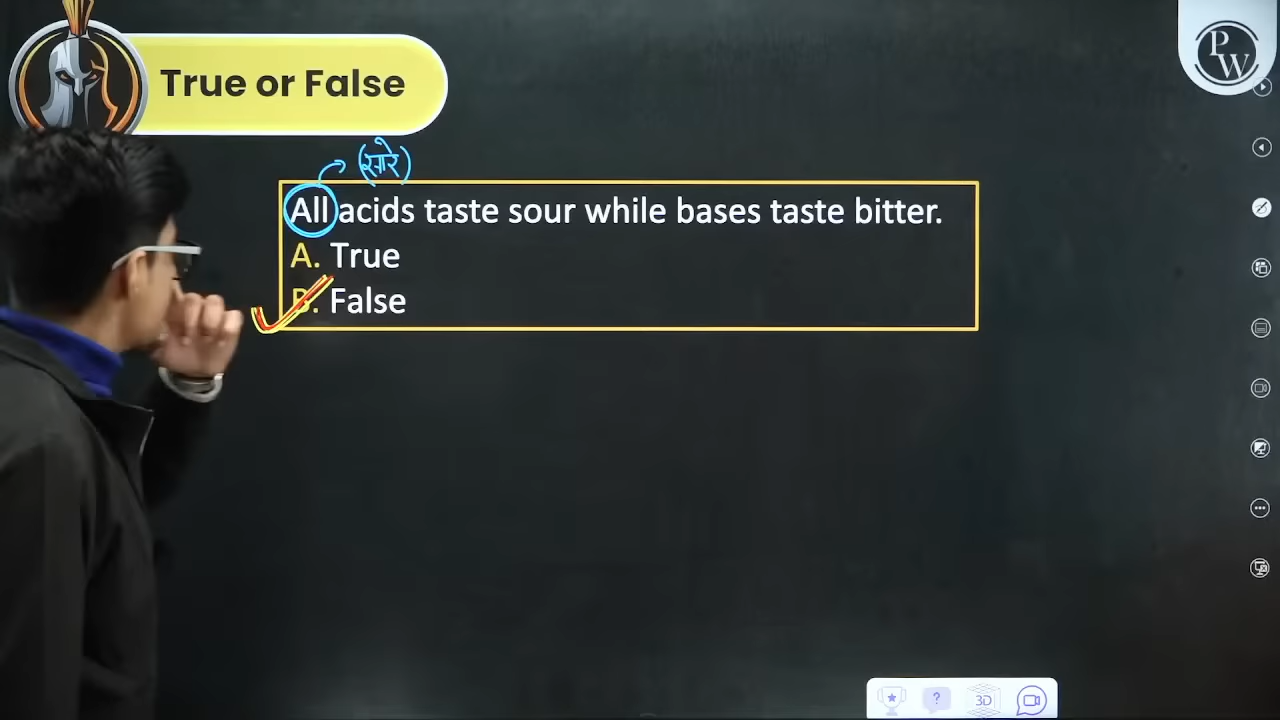 True or False
PW
(सारे)
All acids taste sour while bases taste bitter.
A. True
B. False
?
3D